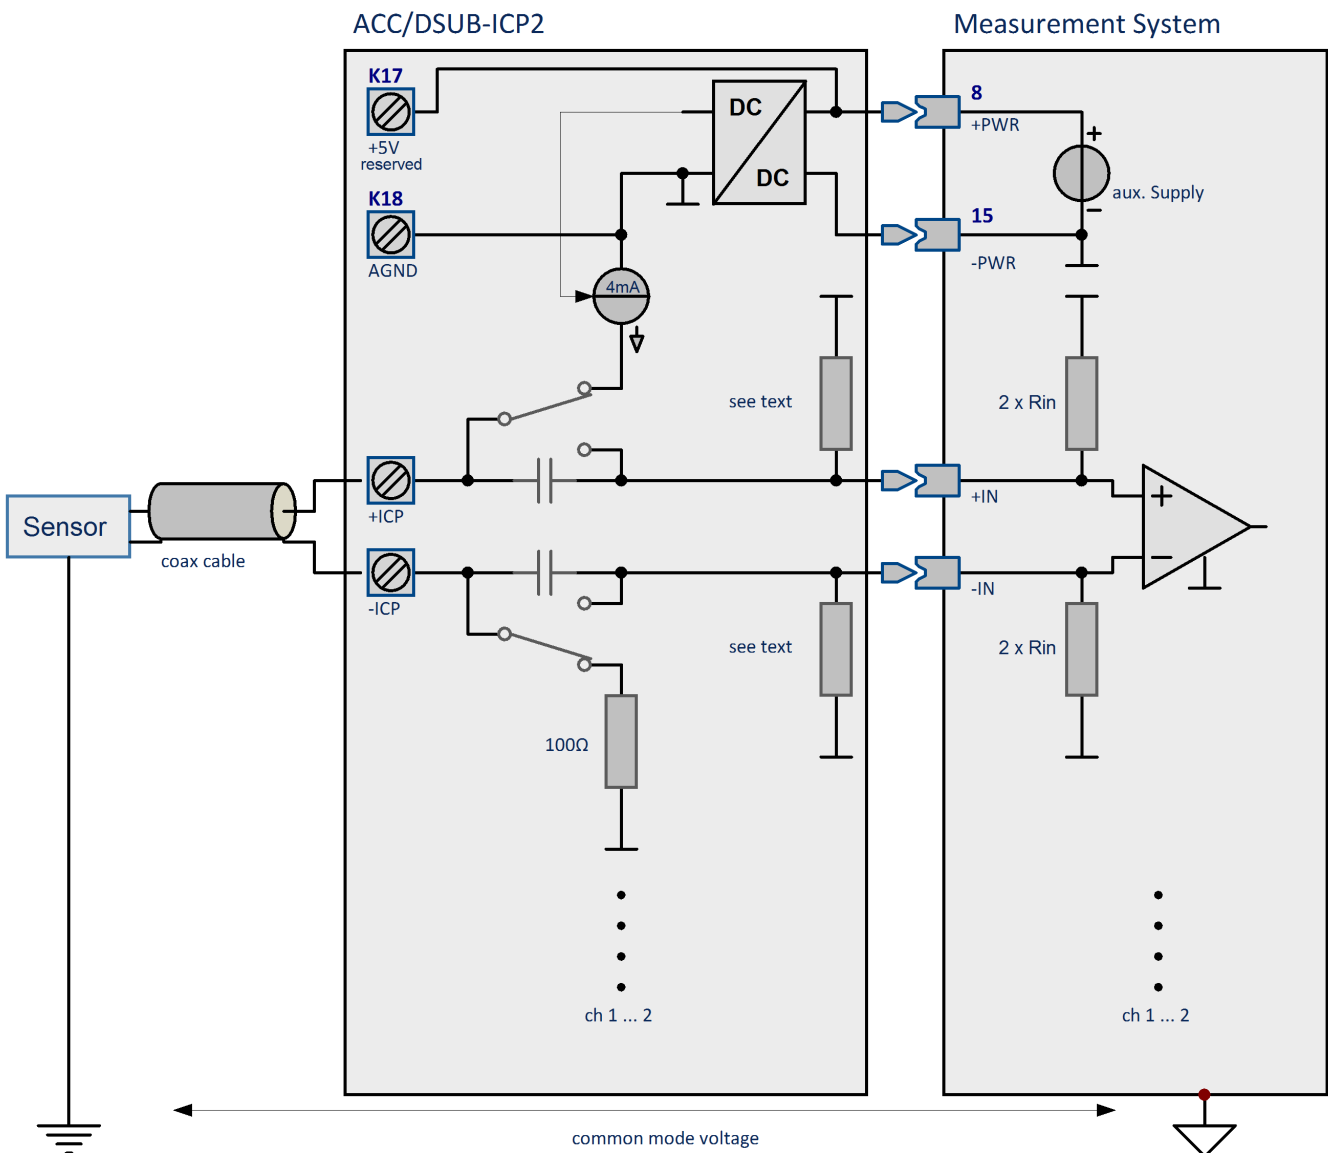 ACC/DSUB-ICP2
Measurement System
K17
+5V
reserved
K18
AGND
DC
DC
8
+PWR
+
aux. Supply
−
15
-PWR
4mA
see text
2 x Rin
+ICP
+IN
+
Sensor
coax cable
-ICP
-IN
−
see text
2 x Rin
100Ω
ch 1 ... 2
ch 1 ... 2
common mode voltage